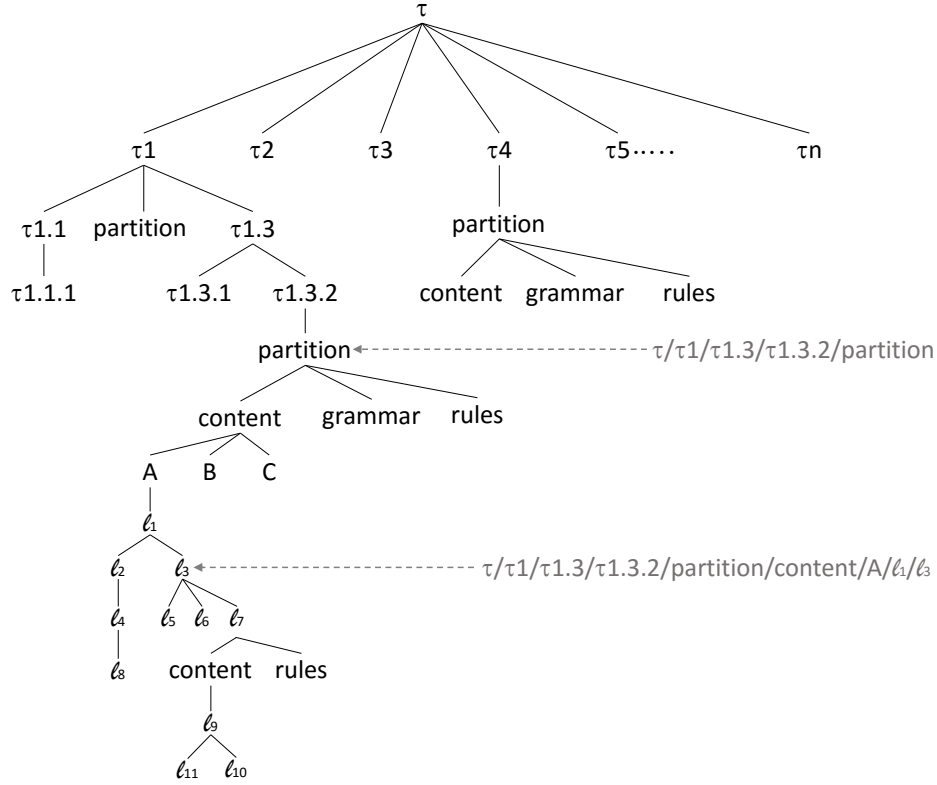 τ
τ1 τ2 τ3 τ4 τ5..... τn
τ1.1 partition τ1.3 partition
τ1.1.1 τ1.3.1 τ1.3.2 content grammar rules
partition τ/τ1/τ1.3/τ1.3.2/partition
content grammar rules
A B C
ℓ₁
ℓ₂ ℓ₃ τ/τ1/τ1.3/τ1.3.2/partition/content/A/ℓ₁/ℓ₃
ℓ₄ ℓ₅ ℓ₆ ℓ₇
ℓ₈ content rules
ℓ₉
ℓ₁₁ ℓ₁₀